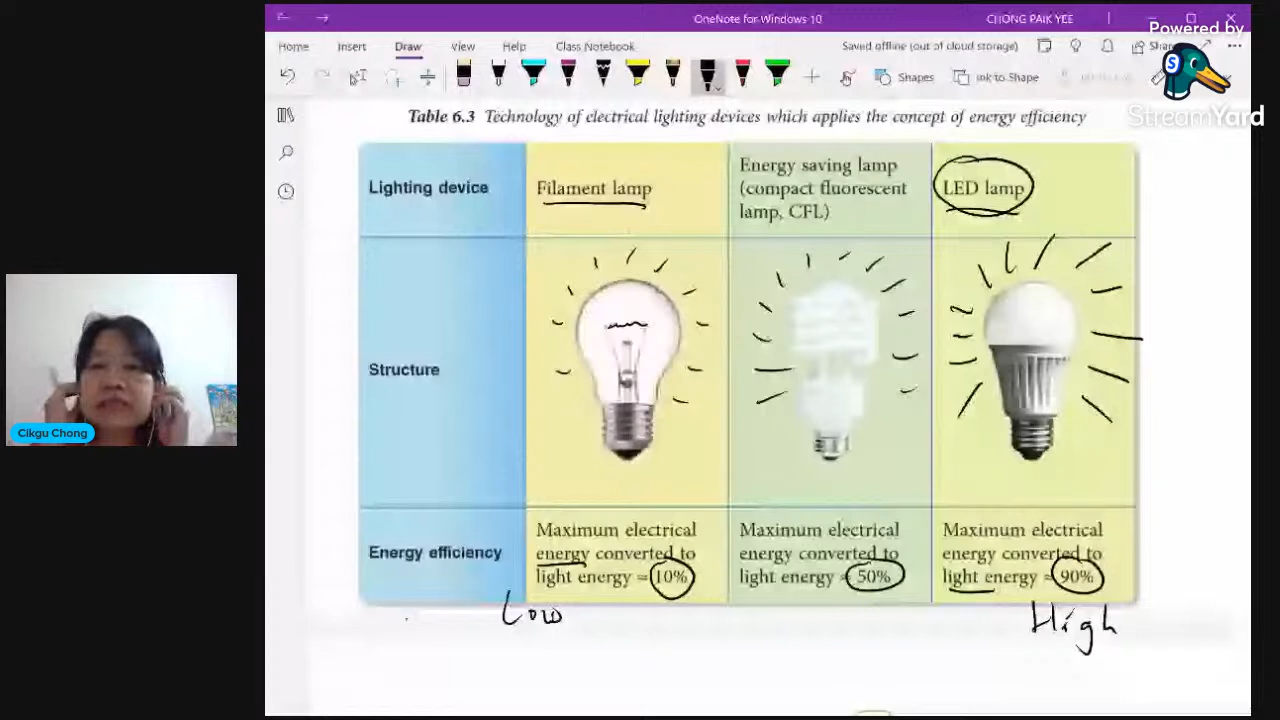 OneNote for Windows 10
CHONG PAIK YEE
Powered by
StreamYard
Home Insert Draw View Help Class Notebook
Saved offline (out of cloud storage)
Shapes
Ink to Shape
Table 6.3 Technology of electrical lighting devices which applies the concept of energy efficiency
Lighting device
Filament lamp
Energy saving lamp
(compact fluorescent
lamp, CFL)
LED lamp
Structure
Energy efficiency
Maximum electrical
energy converted to
light energy = 10%
Maximum electrical
energy converted to
light energy = 50%
Maximum electrical
energy converted to
light energy = 90%
Low
High
Cikgu Chong